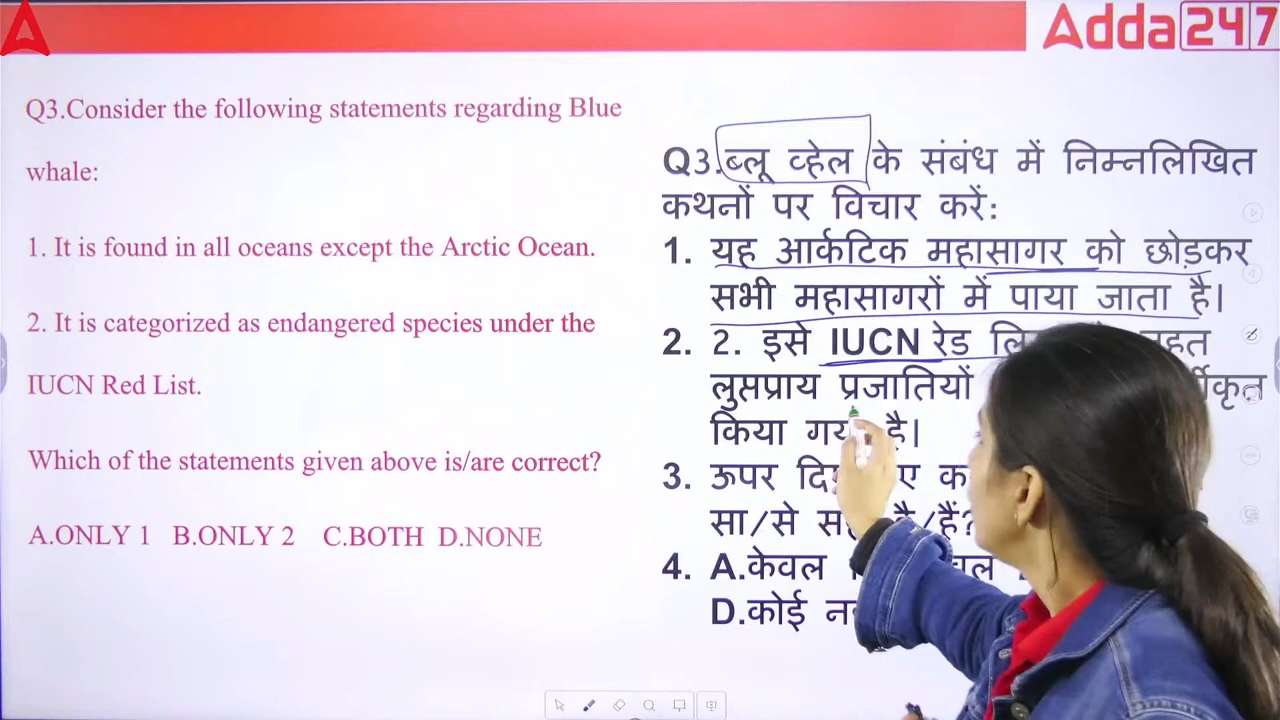 Adda247
Q3.Consider the following statements regarding Blue
whale:
1. It is found in all oceans except the Arctic Ocean.
2. It is categorized as endangered species under the
IUCN Red List.
Which of the statements given above is/are correct?
A.ONLY 1 B.ONLY 2 C.BOTH D.NONE
Q3.ब्लू व्हेल के संबंध में निम्नलिखित
कथनों पर विचार करें:
1. यह आर्कटिक महासागर को छोड़कर
सभी महासागरों में पाया जाता है।
2. 2. इसे IUCN रेड
लुप्तप्राय प्रजातियों
किया है।
3. ऊपर
सा/से
4. A.केवल
D.कोई